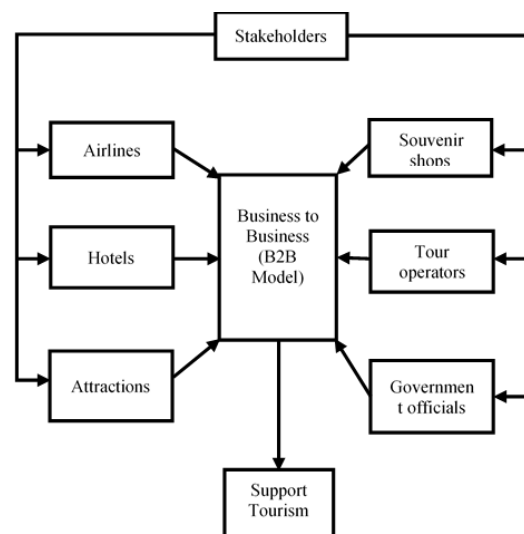 Stakeholders
Airlines
Souvenir
shops
Business to
Business
(B2B
Model)
Hotels
Tour
operators
Attractions
Governmen
t officials
Support
Tourism